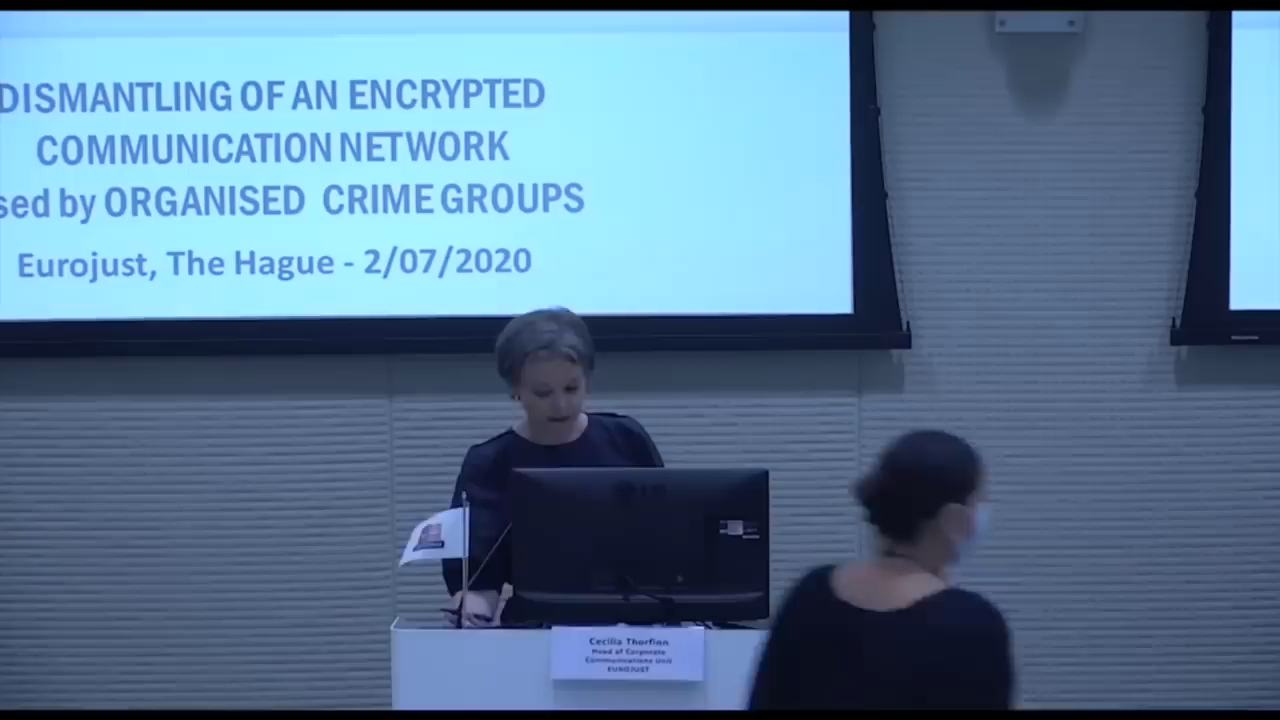 DISMANTLING OF AN ENCRYPTED
COMMUNICATION NETWORK
sed by ORGANISED CRIME GROUPS
Eurojust, The Hague - 2/07/2020
LG
Cecilia Thorfinn
Head of Corporate
Communications Unit
EUROJUST